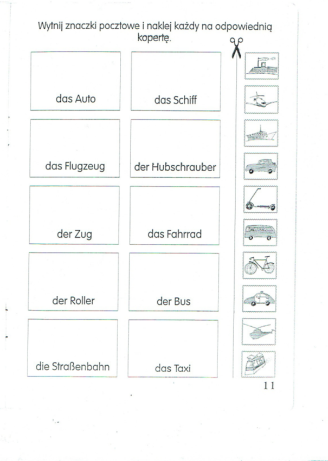 Wytnij znaczki pocztowe i naklej każdy na odpowiednią
kopertę.
das Auto
das Schiff
das Flugzeug
der Hubschrauber
der Zug
das Fahrrad
der Roller
der Bus
die Straßenbahn
das Taxi
11